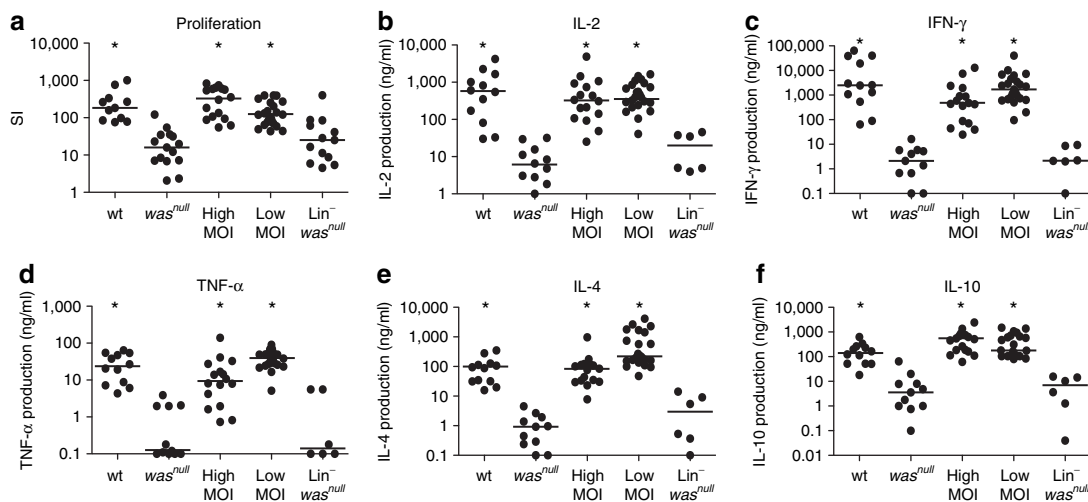 a
Proliferation
*
*
*
SI
10,000
1,000
100
10
1
wt
was^null
High MOI
Low MOI
Lin⁻ was^null
b
IL-2
*
*
*
IL-2 production (ng/ml)
10,000
1,000
100
10
1
wt
was^null
High MOI
Low MOI
Lin⁻ was^null
c
IFN-γ
*
*
*
IFN-γ production (ng/ml)
100,000
10,000
1,000
100
10
1
0.1
wt
was^null
High MOI
Low MOI
Lin⁻ was^null
d
TNF-α
*
*
*
TNF-α production (ng/ml)
1,000
100
10
1
0.1
wt
was^null
High MOI
Low MOI
Lin⁻ was^null
e
IL-4
*
*
*
IL-4 production (ng/ml)
10,000
1,000
100
10
1
0.1
wt
was^null
High MOI
Low MOI
Lin⁻ was^null
f
IL-10
*
*
*
IL-10 production (ng/ml)
10,000
1,000
100
10
1
0.1
0.01
wt
was^null
High MOI
Low MOI
Lin⁻ was^null